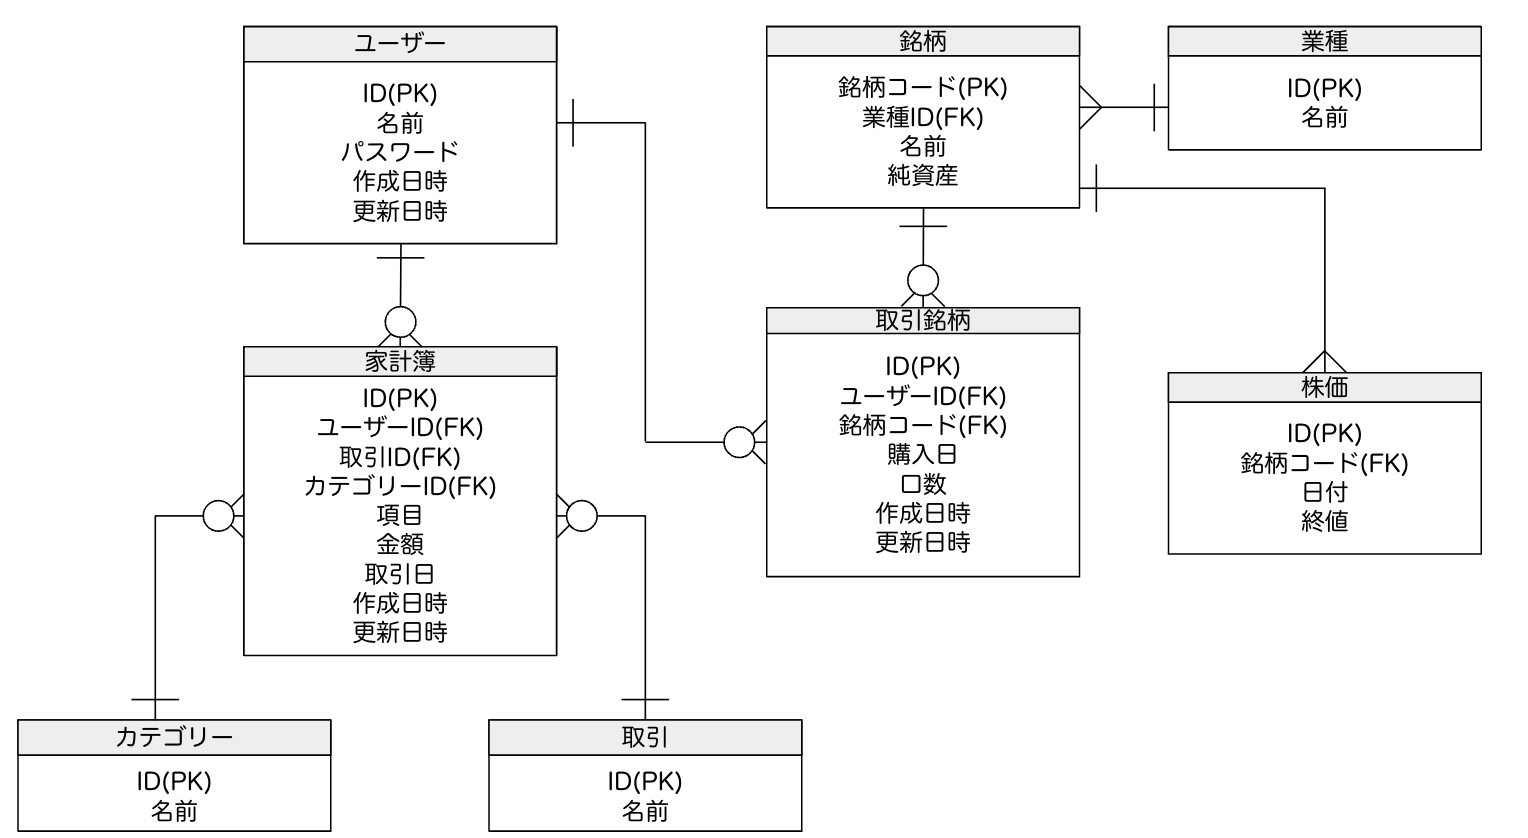 ユーザー
ID(PK)
名前
パスワード
作成日時
更新日時
銘柄
銘柄コード(PK)
業種ID(FK)
名前
純資産
業種
ID(PK)
名前
家計簿
ID(PK)
ユーザーID(FK)
取引ID(FK)
カテゴリーID(FK)
項目
金額
取引日
作成日時
更新日時
取引銘柄
ID(PK)
ユーザーID(FK)
銘柄コード(FK)
購入日
口数
作成日時
更新日時
株価
ID(PK)
銘柄コード(FK)
日付
終値
カテゴリー
ID(PK)
名前
取引
ID(PK)
名前